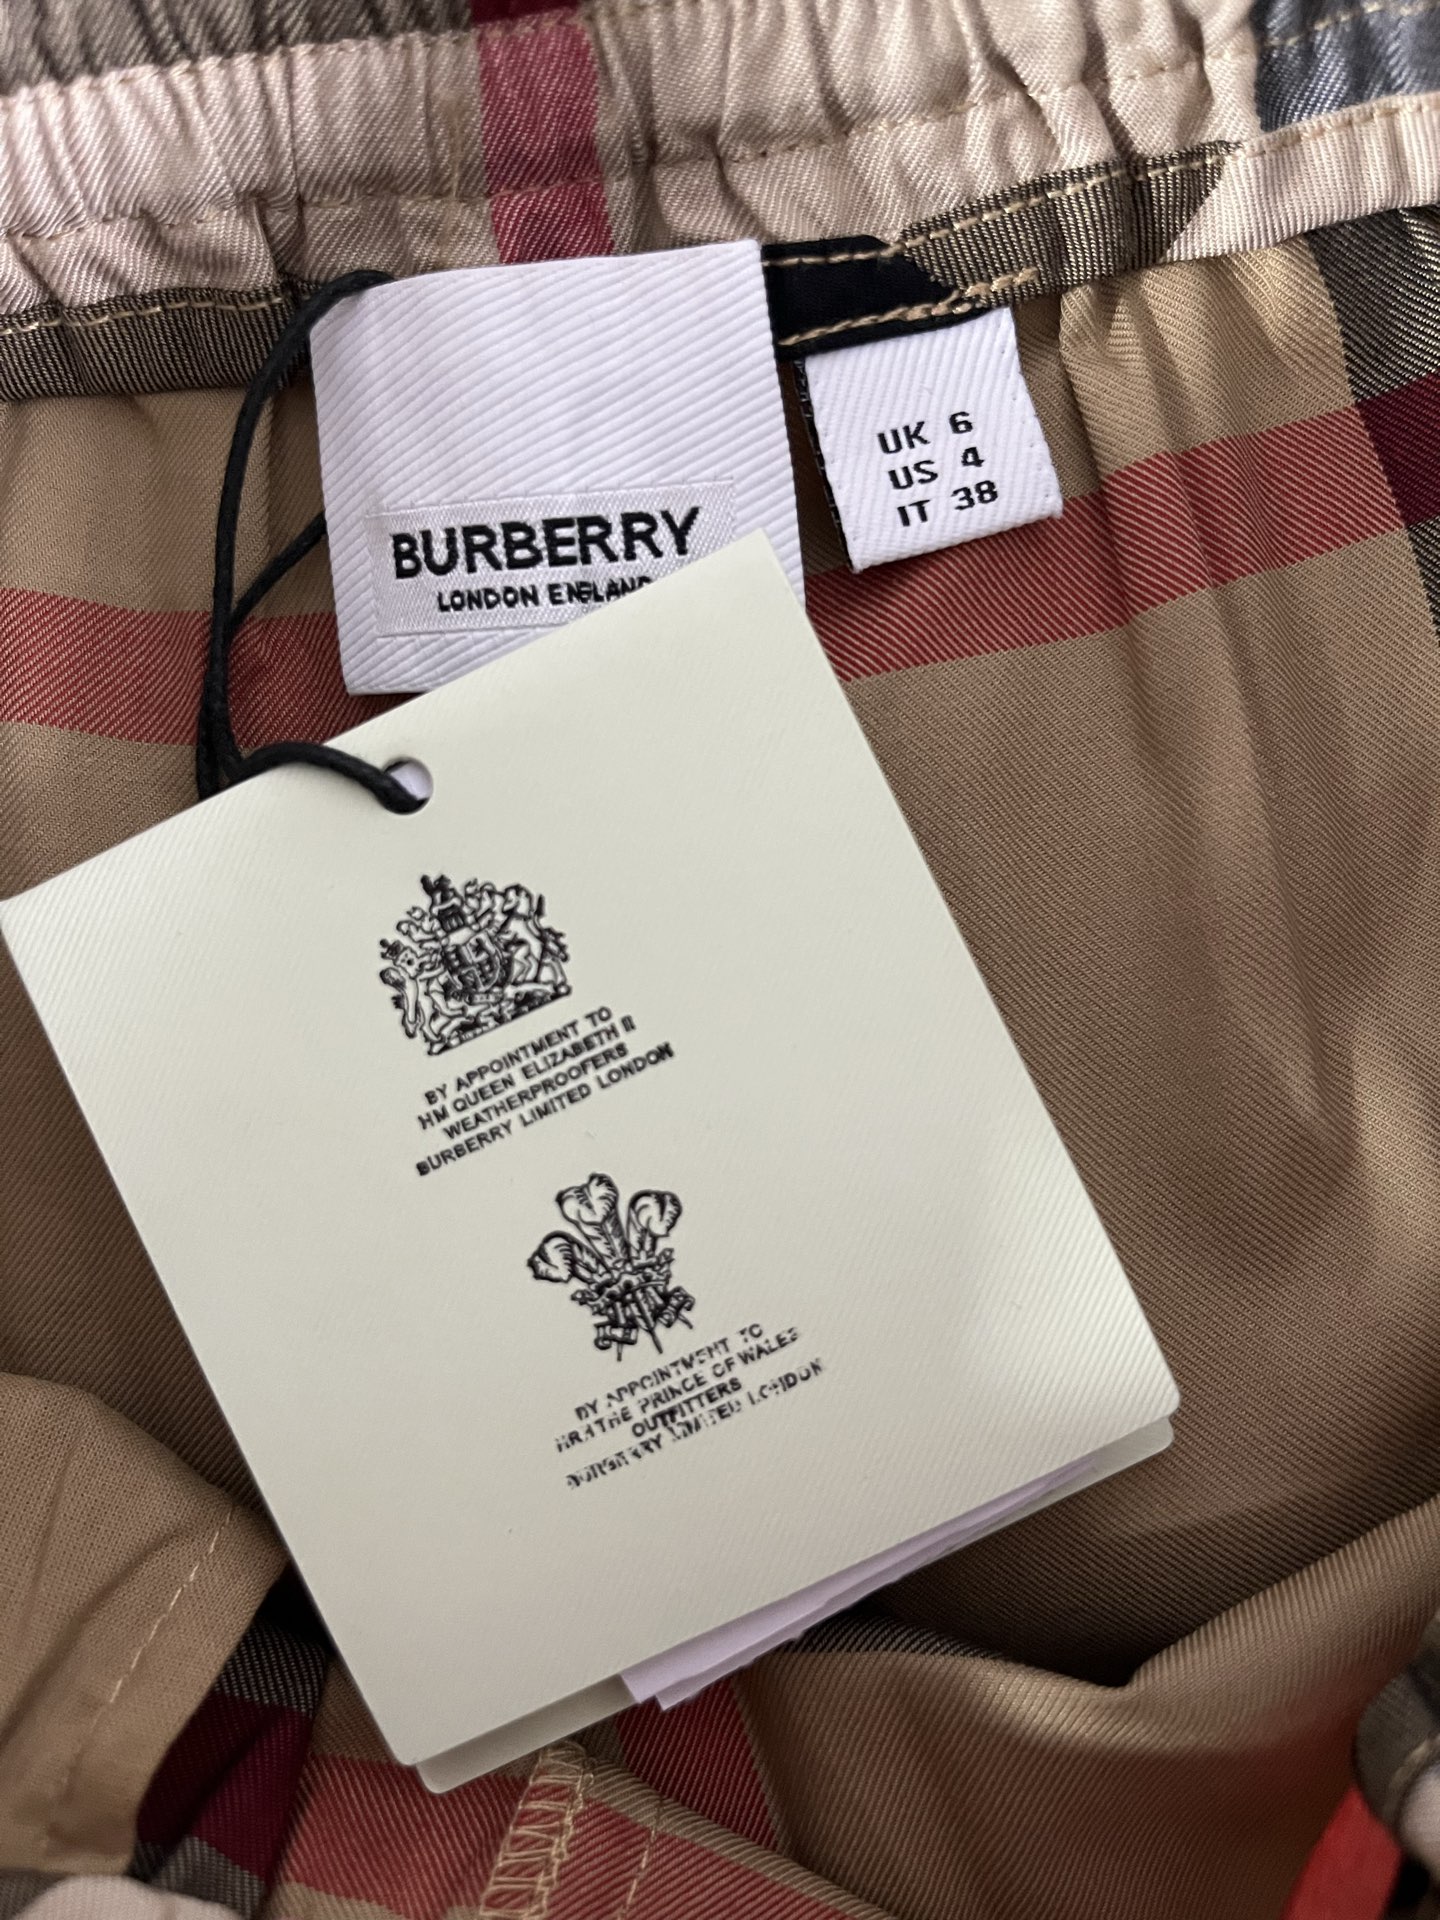 BURBERRY
LONDON ENGLAND
UK 6
US 4
IT 38
BY APPOINTMENT TO
HM QUEEN ELIZABETH II
WEATHERPROOFERS
BURBERRY LIMITED LONDON
BY APPOINTMENT TO
HRH THE PRINCE OF WALES
OUTFITTERS
BURBERRY LIMITED LONDON